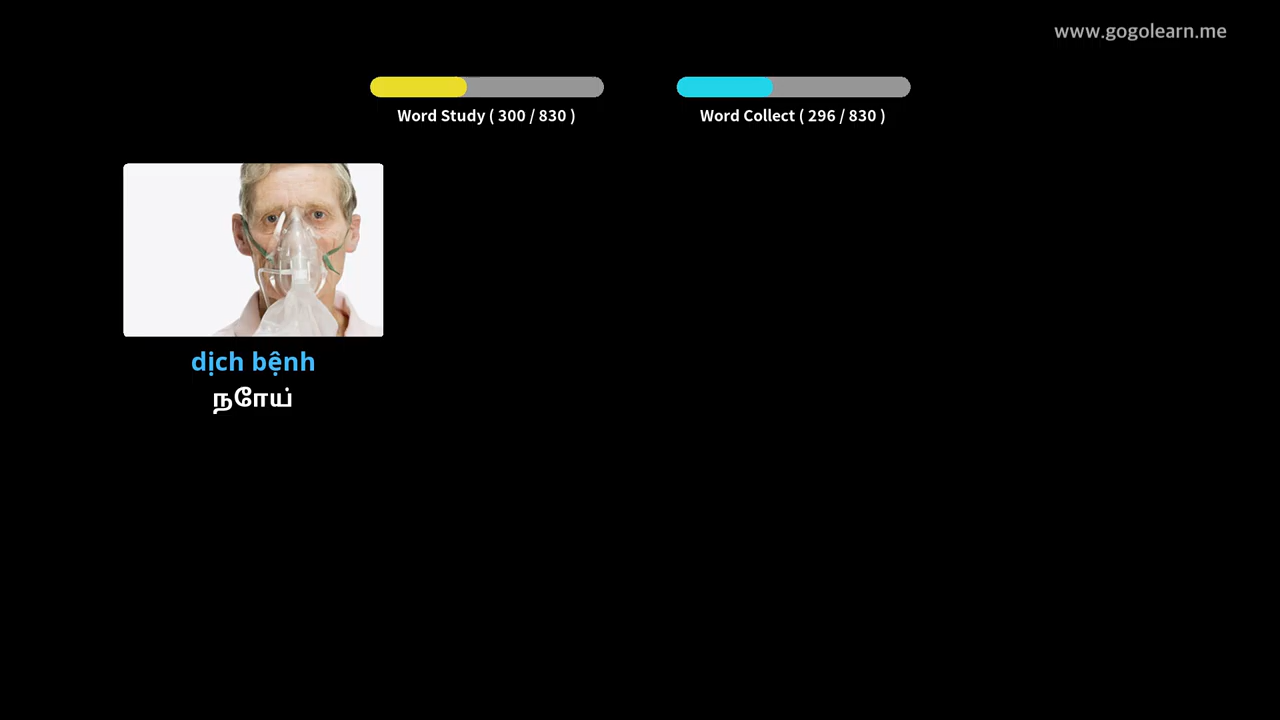 www.gogolearn.me
Word Study ( 300 / 830 )
Word Collect ( 296 / 830 )
dịch bệnh
நோய்